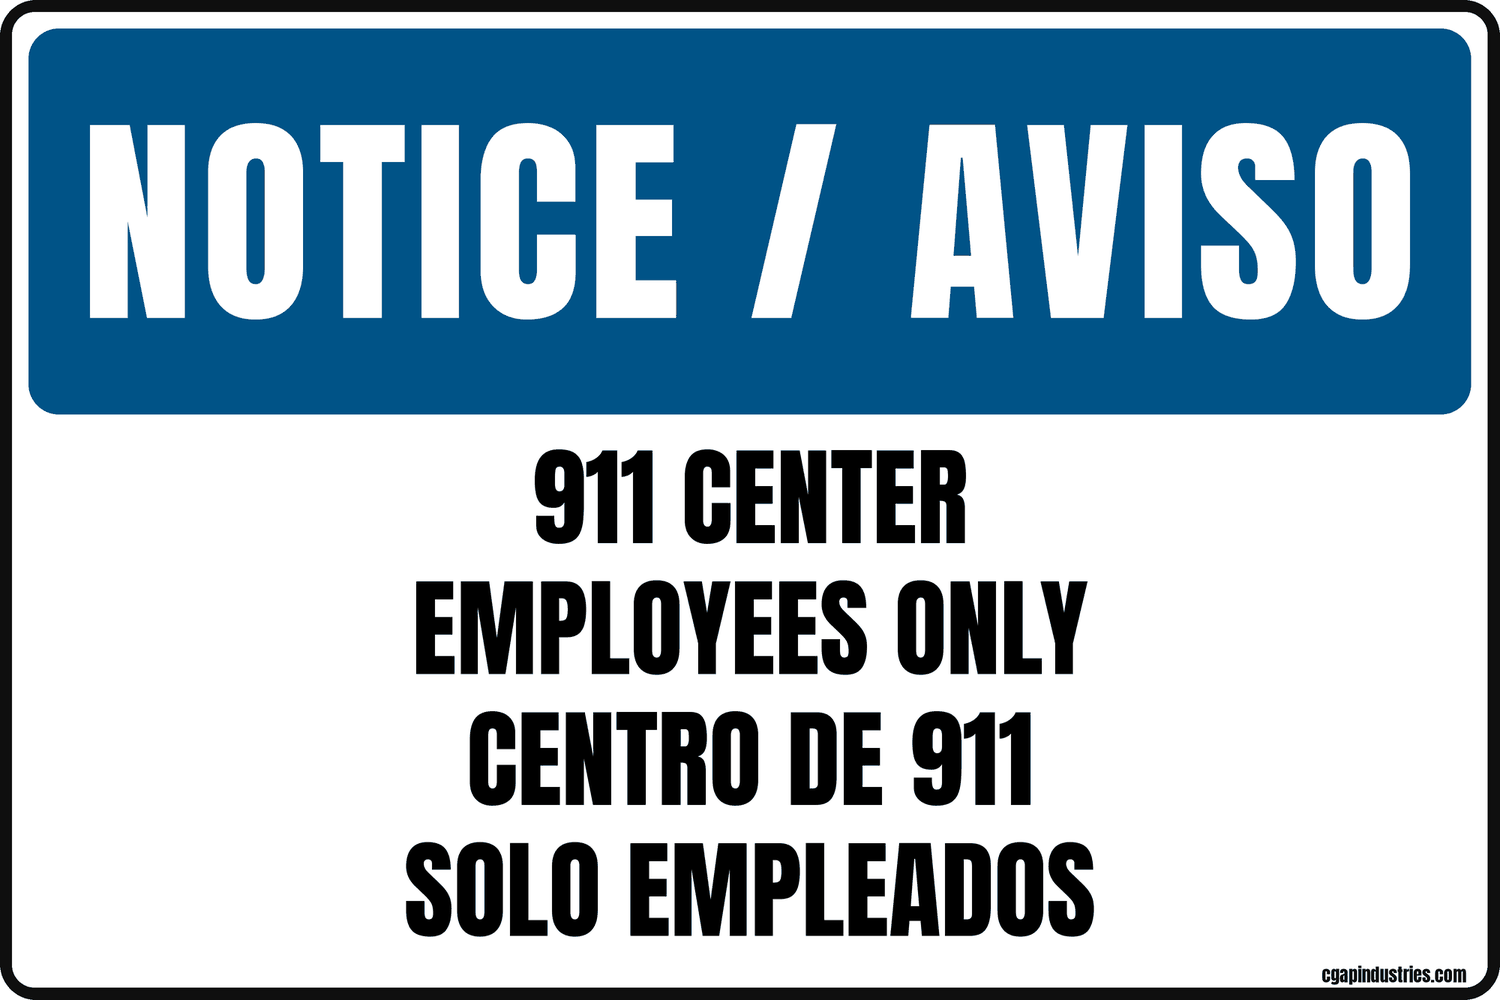 NOTICE / AVISO
911 CENTER
EMPLOYEES ONLY
CENTRO DE 911
SOLO EMPLEADOS
cgapindustries.com